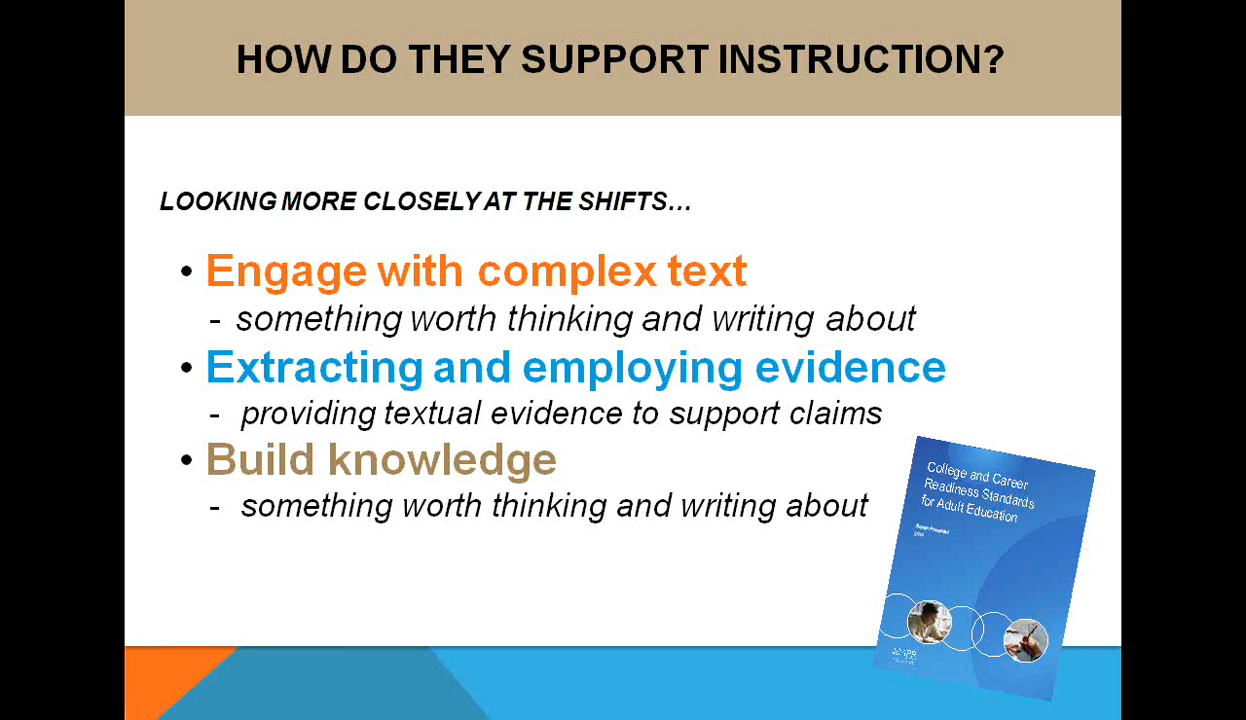 HOW DO THEY SUPPORT INSTRUCTION?
LOOKING MORE CLOSELY AT THE SHIFTS…
• Engage with complex text
- something worth thinking and writing about
• Extracting and employing evidence
- providing textual evidence to support claims
• Build knowledge
- something worth thinking and writing about
College and Career
Readiness Standards
for Adult Education